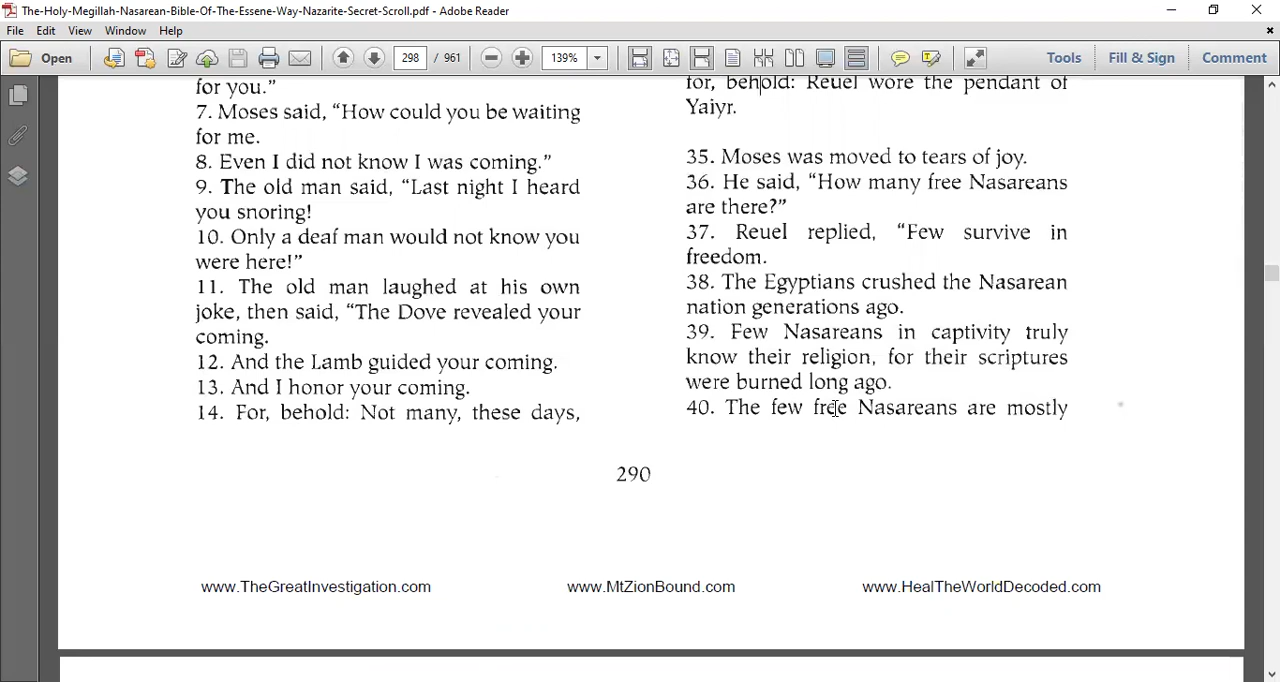 The-Holy-Megillah-Nasarean-Bible-Of-The-Essene-Way-Nazarite-Secret-Scroll.pdf - Adobe Reader
File Edit View Window Help
Open 298 / 961 139% Tools Fill & Sign Comment
for you.”
7. Moses said, “How could you be waiting
for me.
8. Even I did not know I was coming.”
9. The old man said, “Last night I heard
you snoring!
10. Only a deaf man would not know you
were here!”
11. The old man laughed at his own
joke, then said, “The Dove revealed your
coming.
12. And the Lamb guided your coming.
13. And I honor your coming.
14. For, behold: Not many, these days,
for, behold: Reuel wore the pendant of
Yaiyr.
35. Moses was moved to tears of joy.
36. He said, “How many free Nasareans
are there?”
37. Reuel replied, “Few survive in
freedom.
38. The Egyptians crushed the Nasarean
nation generations ago.
39. Few Nasareans in captivity truly
know their religion, for their scriptures
were burned long ago.
40. The few free Nasareans are mostly
290
www.TheGreatInvestigation.com
www.MtZionBound.com
www.HealTheWorldDecoded.com